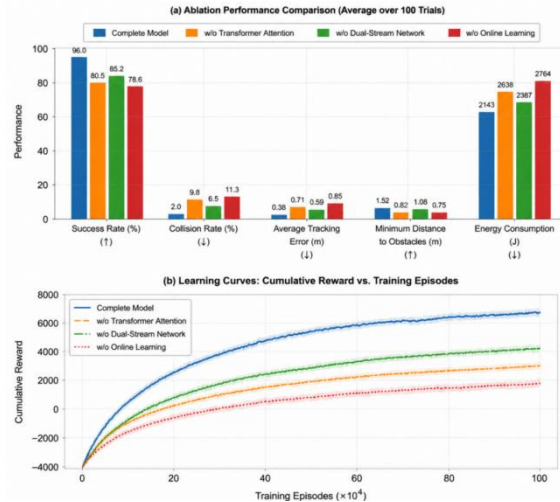 (a) Ablation Performance Comparison (Average over 100 Trials)
Complete Model
w/o Transformer Attention
w/o Dual-Stream Network
w/o Online Learning
100
80
60
40
20
0
Performance
96.0
80.5
85.2
78.6
2.0
9.8
6.5
11.3
0.38
0.71
0.59
0.85
1.52
0.82
1.08
0.75
2143
2638
2387
2764
Success Rate (%)
(↑)
Collision Rate (%)
(↓)
Average Tracking
Error (m)
(↓)
Minimum Distance
to Obstacles (m)
(↑)
Energy Consumption
(J)
(↓)
(b) Learning Curves: Cumulative Reward vs. Training Episodes
Complete Model
w/o Transformer Attention
w/o Dual-Stream Network
w/o Online Learning
8000
6000
4000
2000
0
−2000
−4000
Cumulative Reward
0
20
40
60
80
100
Training Episodes (×10⁴)